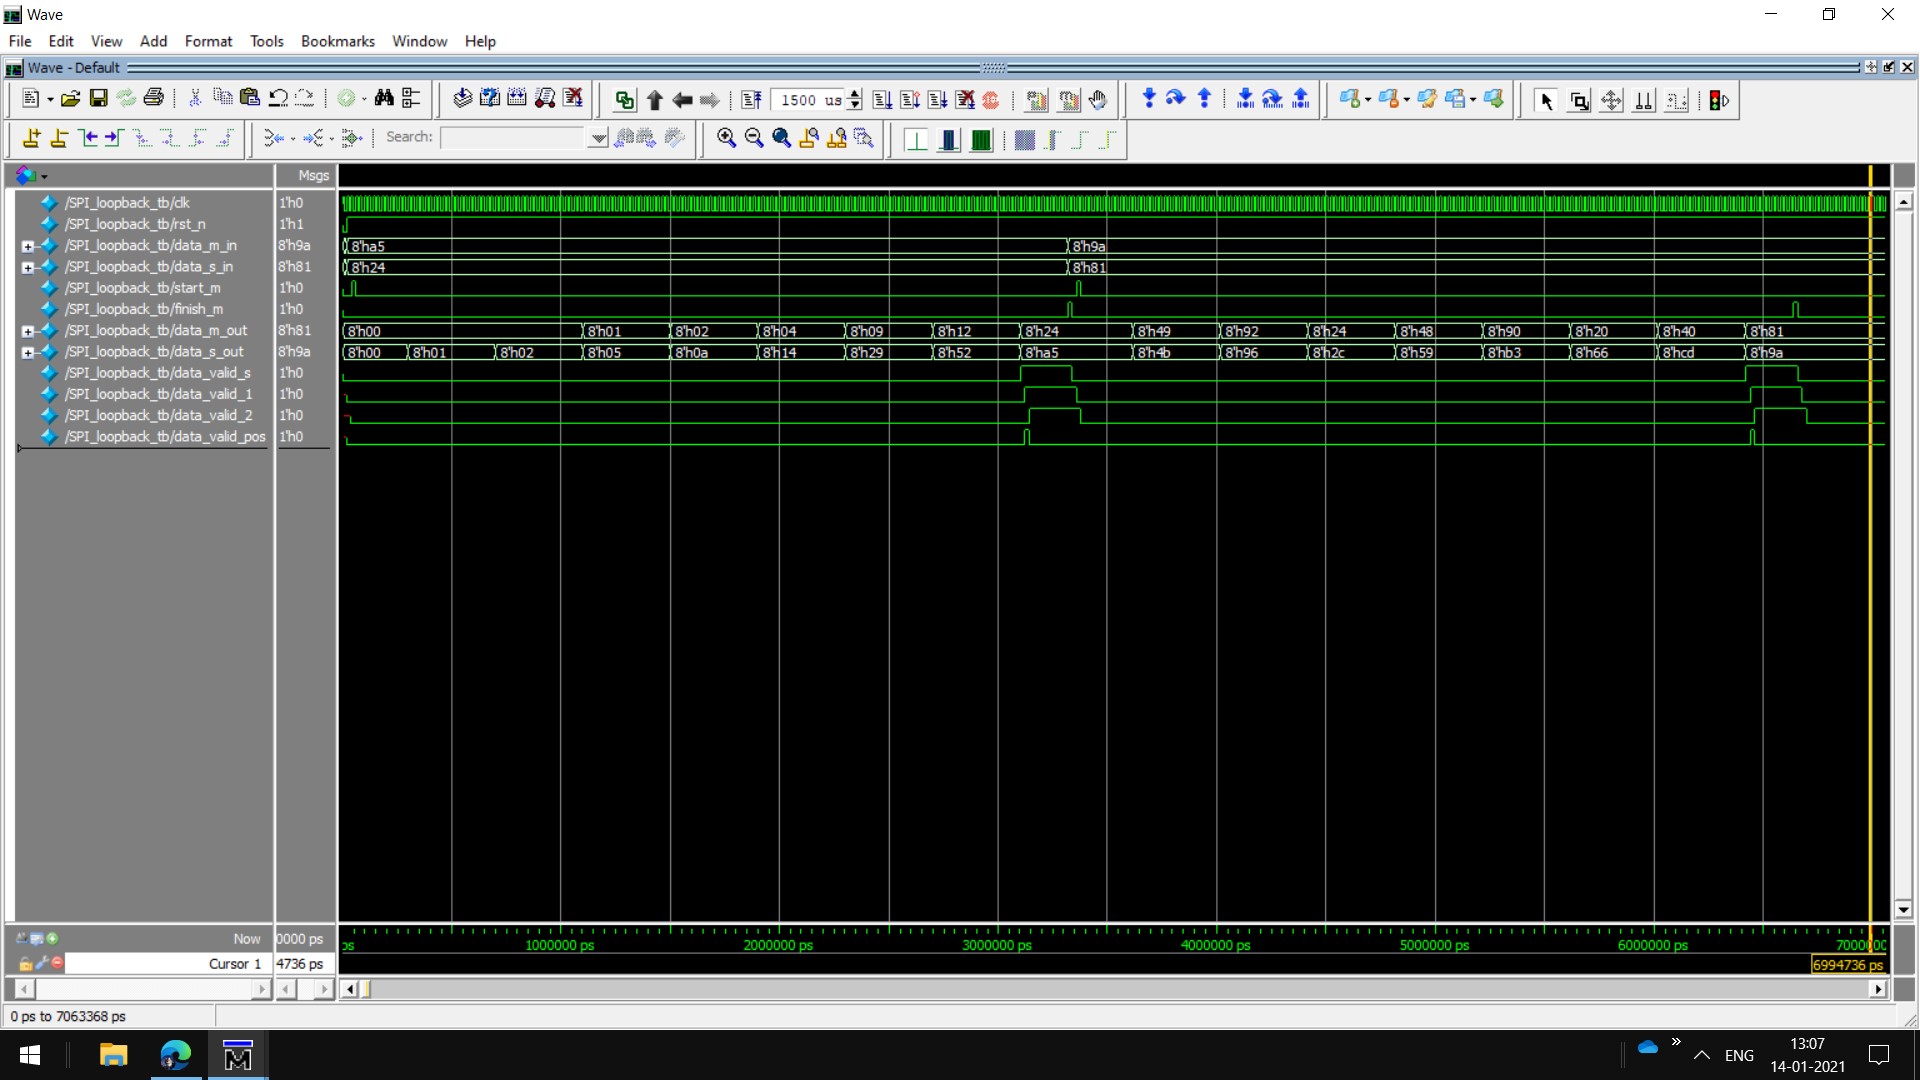 Wave
File Edit View Add Format Tools Bookmarks Window Help
Wave - Default
1500 us
Search:
Msgs
/SPI_loopback_tb/clk 1'h0
/SPI_loopback_tb/rst_n 1'h1
/SPI_loopback_tb/data_m_in 8'h9a 8'ha5 8'h9a
/SPI_loopback_tb/data_s_in 8'h81 8'h24 8'h81
/SPI_loopback_tb/start_m 1'h0
/SPI_loopback_tb/finish_m 1'h0
/SPI_loopback_tb/data_m_out 8'h81 8'h00 8'h01 8'h02 8'h04 8'h09 8'h12 8'h24 8'h49 8'h92 8'h24 8'h48 8'h90 8'h20 8'h40 8'h81
/SPI_loopback_tb/data_s_out 8'h9a 8'h00 8'h01 8'h02 8'h05 8'h0a 8'h14 8'h29 8'h52 8'ha5 8'h4b 8'h96 8'h2c 8'h59 8'hb3 8'h66 8'hcd 8'h9a
/SPI_loopback_tb/data_valid_s 1'h0
/SPI_loopback_tb/data_valid_1 1'h0
/SPI_loopback_tb/data_valid_2 1'h0
/SPI_loopback_tb/data_valid_pos 1'h0
Now 0000 ps ps 1000000 ps 2000000 ps 3000000 ps 4000000 ps 5000000 ps 6000000 ps 7000000
Cursor 1 4736 ps 6994736 ps
0 ps to 7063368 ps
13:07
ENG
14-01-2021